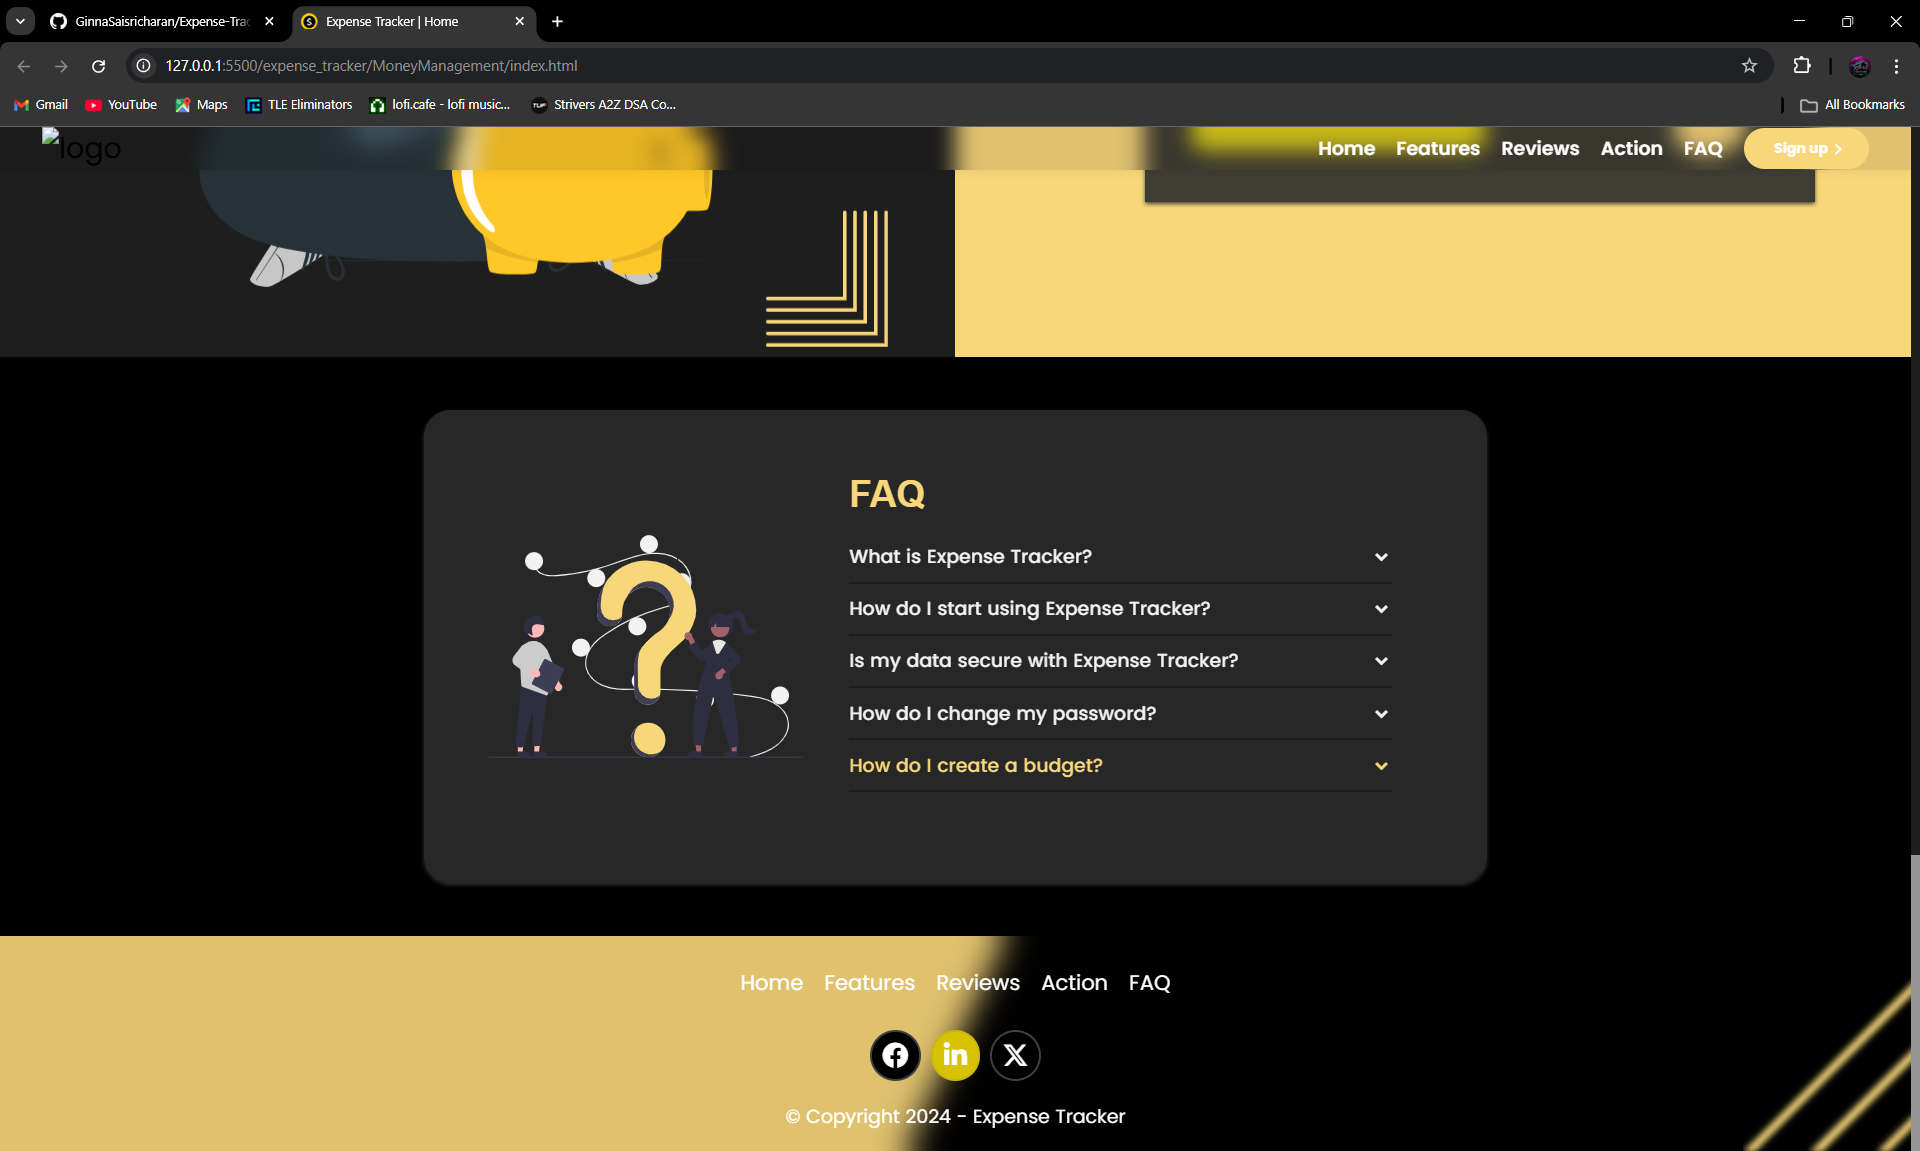 GinnaSaisricharan/Expense-Trac
Expense Tracker | Home
127.0.0.1:5500/expense_tracker/MoneyManagement/index.html
Gmail
YouTube
Maps
TLE Eliminators
lofi.cafe - lofi music...
TUF
Strivers A2Z DSA Co...
All Bookmarks
logo
Home
Features
Reviews
Action
FAQ
Sign up
FAQ
What is Expense Tracker?
How do I start using Expense Tracker?
Is my data secure with Expense Tracker?
How do I change my password?
How do I create a budget?
Home
Features
Reviews
Action
FAQ
© Copyright 2024 - Expense Tracker